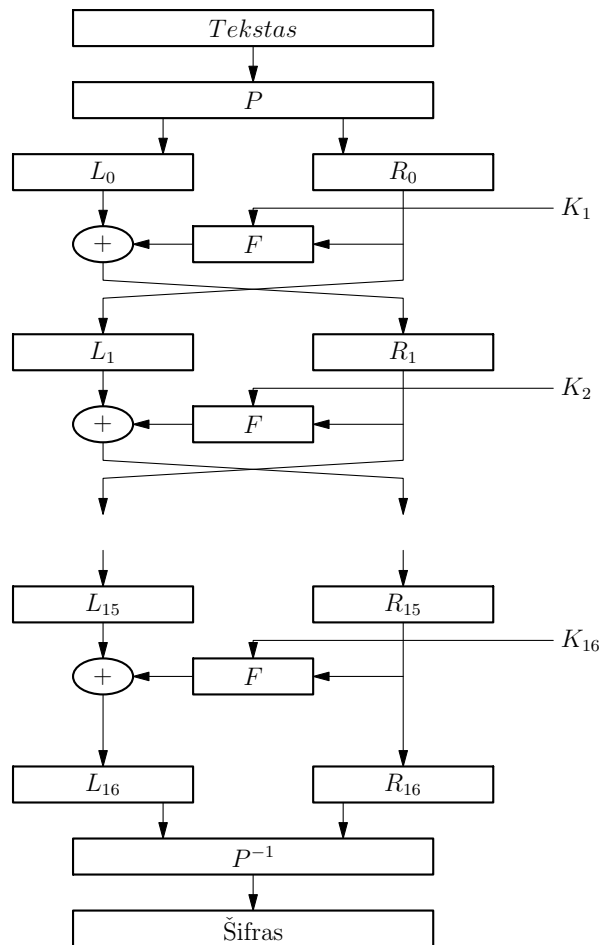 Tekstas
P
L₀ R₀
K₁
+ F
L₁ R₁
K₂
+ F
L₁₅ R₁₅
K₁₆
+ F
L₁₆ R₁₆
P⁻¹
Šifras